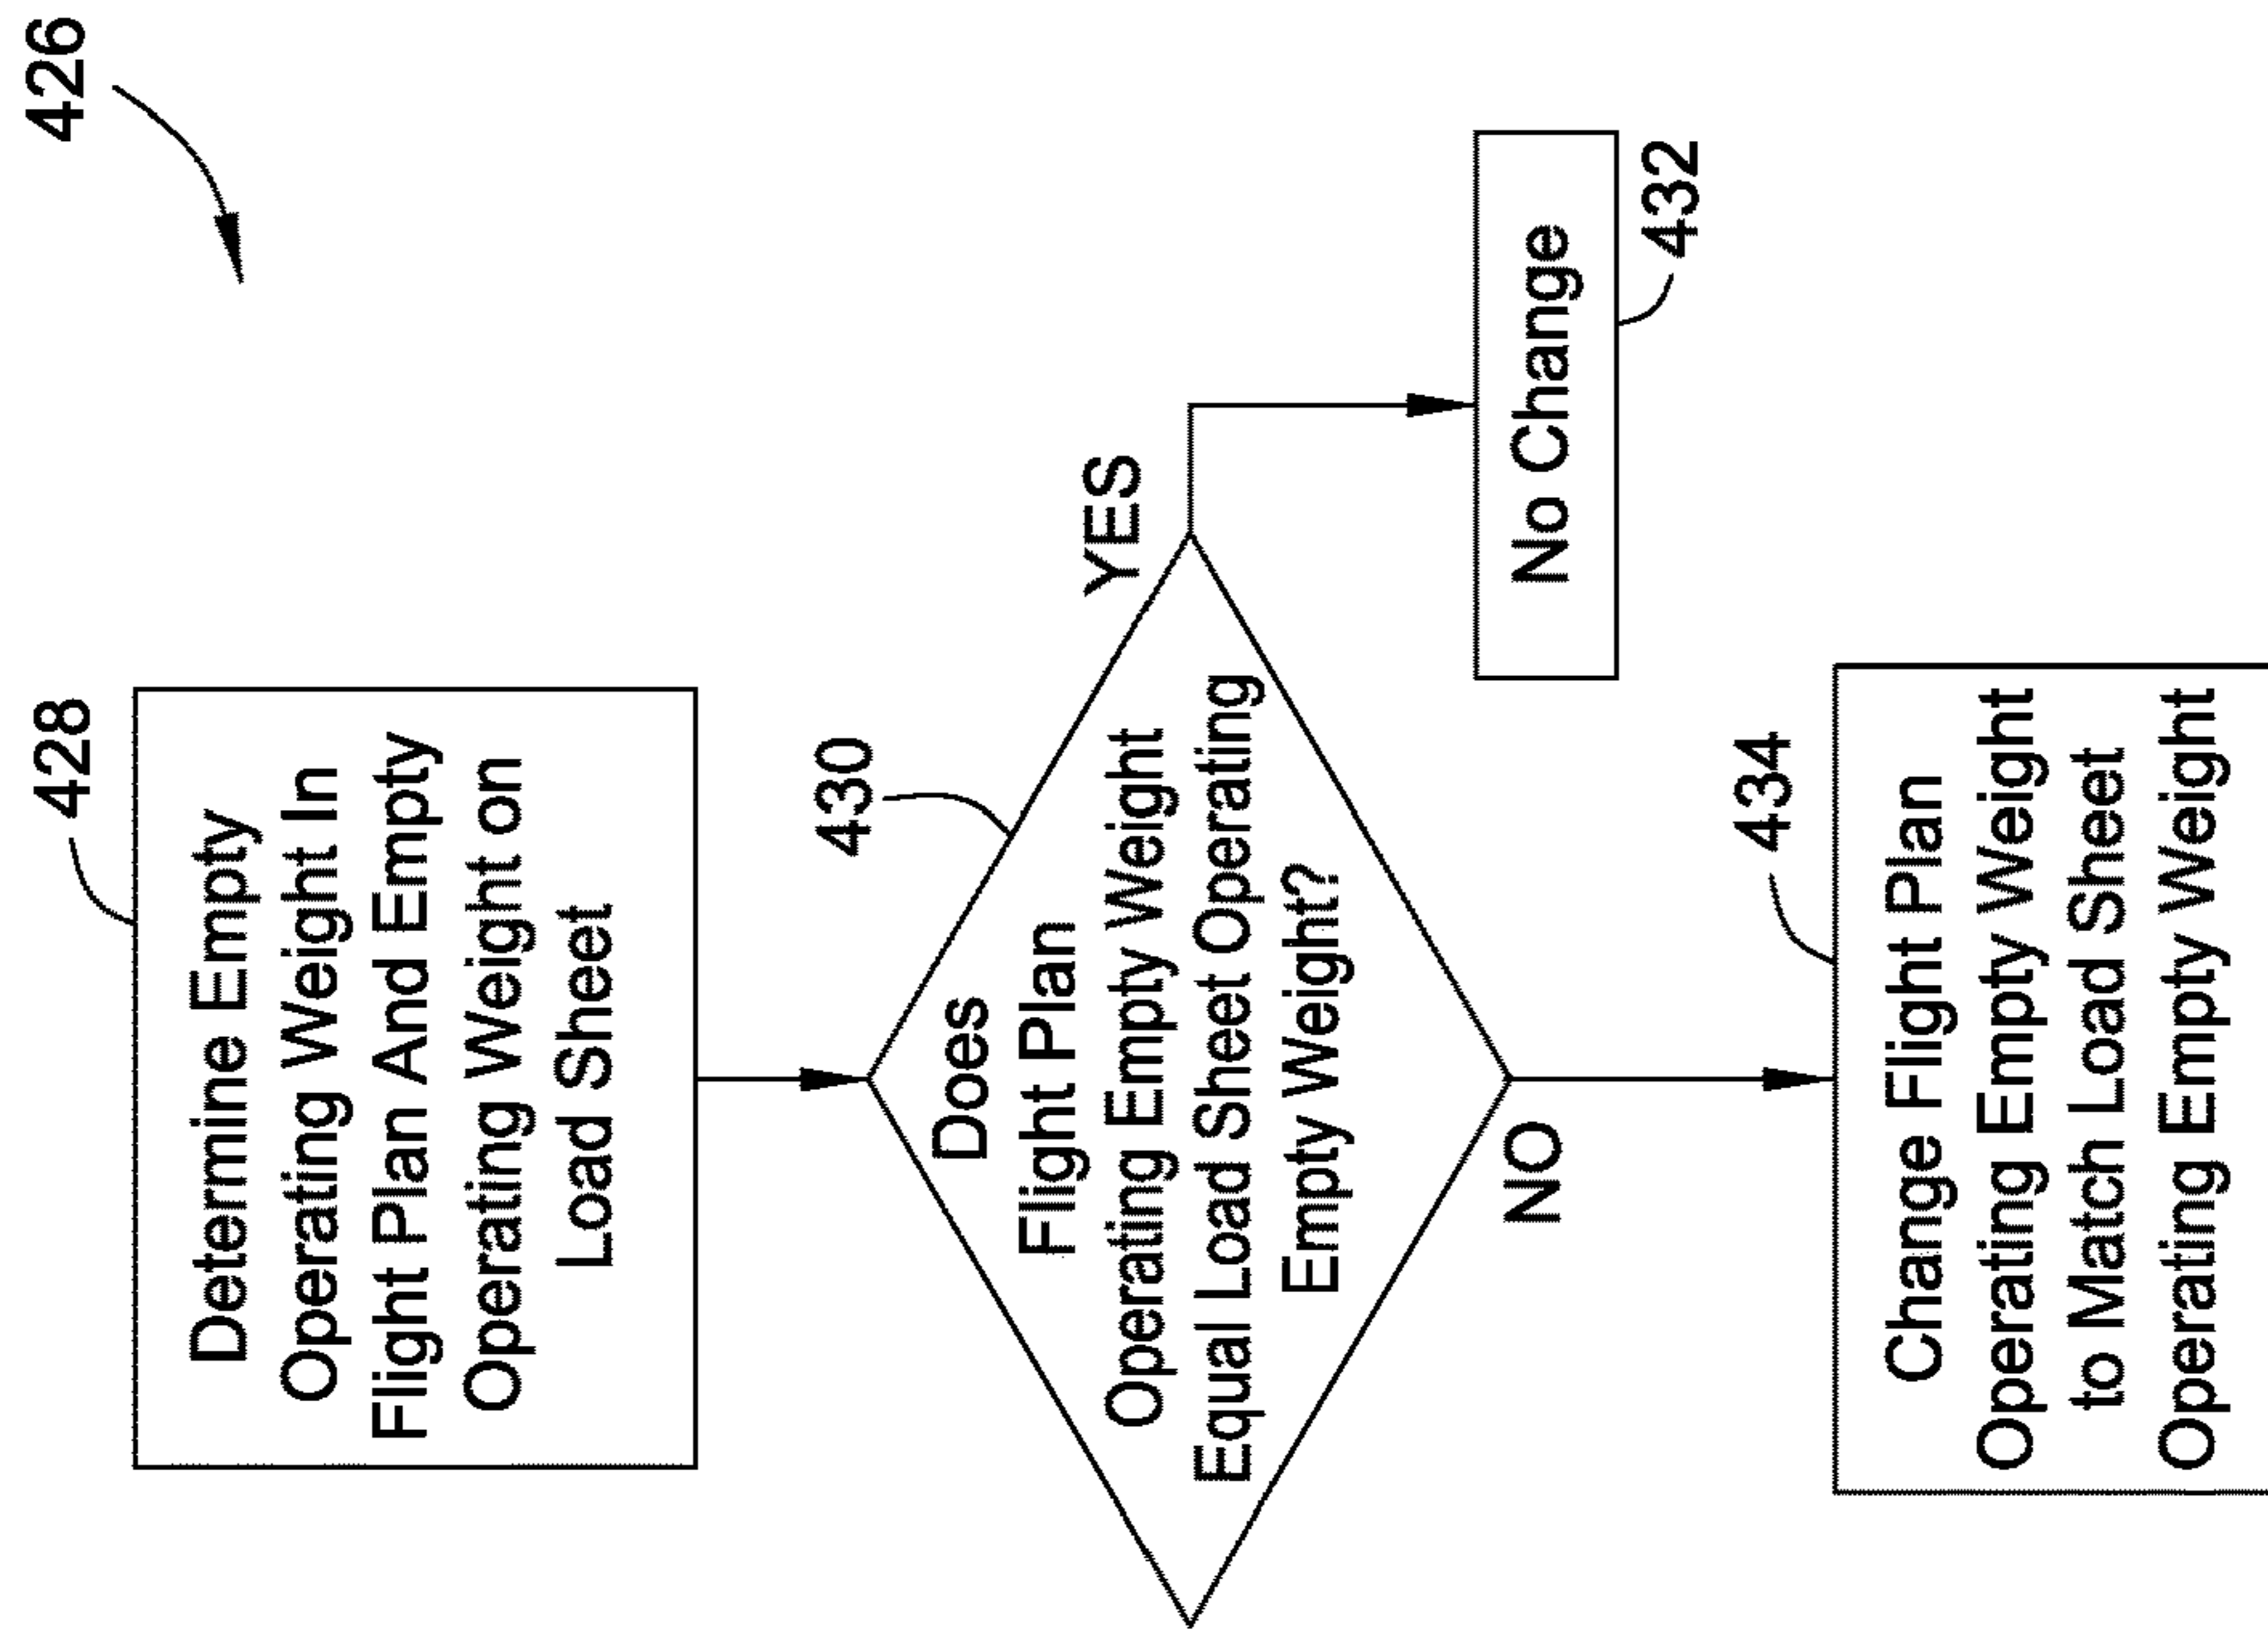 426
428
Determine Empty
Operating Weight In
Flight Plan And Empty
Operating Weight on
Load Sheet
430
Does
Flight Plan
Operating Empty Weight
Equal Load Sheet Operating
Empty Weight?
YES
No Change
432
NO
434
Change Flight Plan
Operating Empty Weight
to Match Load Sheet
Operating Empty Weight